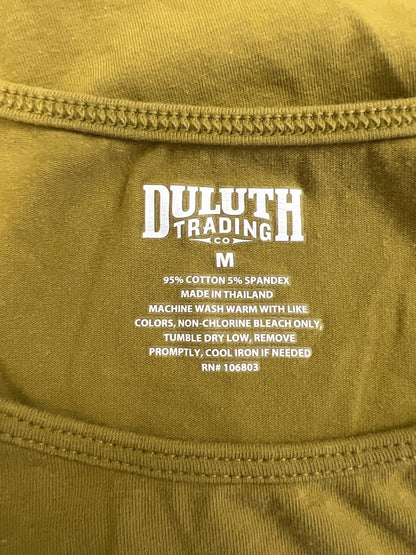 DULUTH
TRADING
CO
M
95% COTTON 5% SPANDEX
MADE IN THAILAND
MACHINE WASH WARM WITH LIKE
COLORS, NON-CHLORINE BLEACH ONLY,
TUMBLE DRY LOW, REMOVE
PROMPTLY, COOL IRON IF NEEDED
RN# 106803